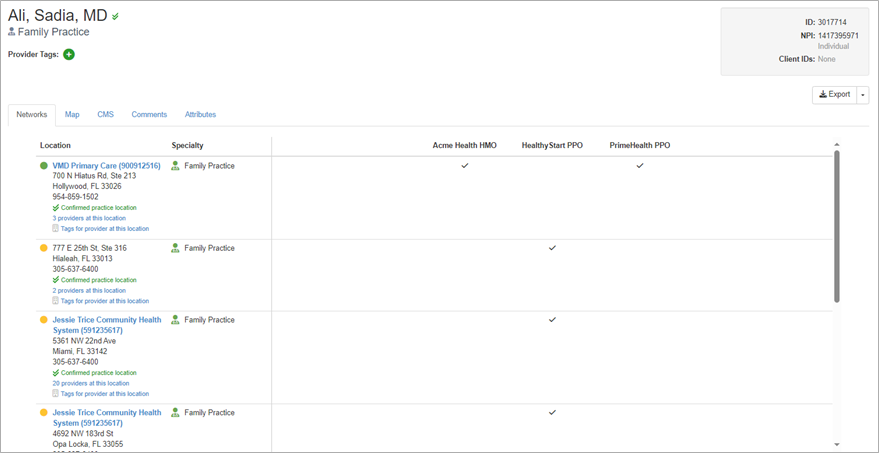 Ali, Sadia, MD
Family Practice
Provider Tags:
ID: 3017714
NPI: 1417395971
Individual
Client IDs: None
Export
Networks Map CMS Comments Attributes
Location Specialty Acme Health HMO HealthyStart PPO PrimeHealth PPO
VMD Primary Care (900912516) Family Practice
700 N Hiatus Rd, Ste 213
Hollywood, FL 33026
954-859-1502
Confirmed practice location
3 providers at this location
Tags for provider at this location
777 E 25th St, Ste 316 Family Practice
Hialeah, FL 33013
305-637-6400
Confirmed practice location
2 providers at this location
Tags for provider at this location
Jessie Trice Community Health Family Practice
System (591235617)
5361 NW 22nd Ave
Miami, FL 33142
305-637-6400
Confirmed practice location
20 providers at this location
Tags for provider at this location
Jessie Trice Community Health Family Practice
System (591235617)
4692 NW 183rd St
Opa Locka, FL 33055